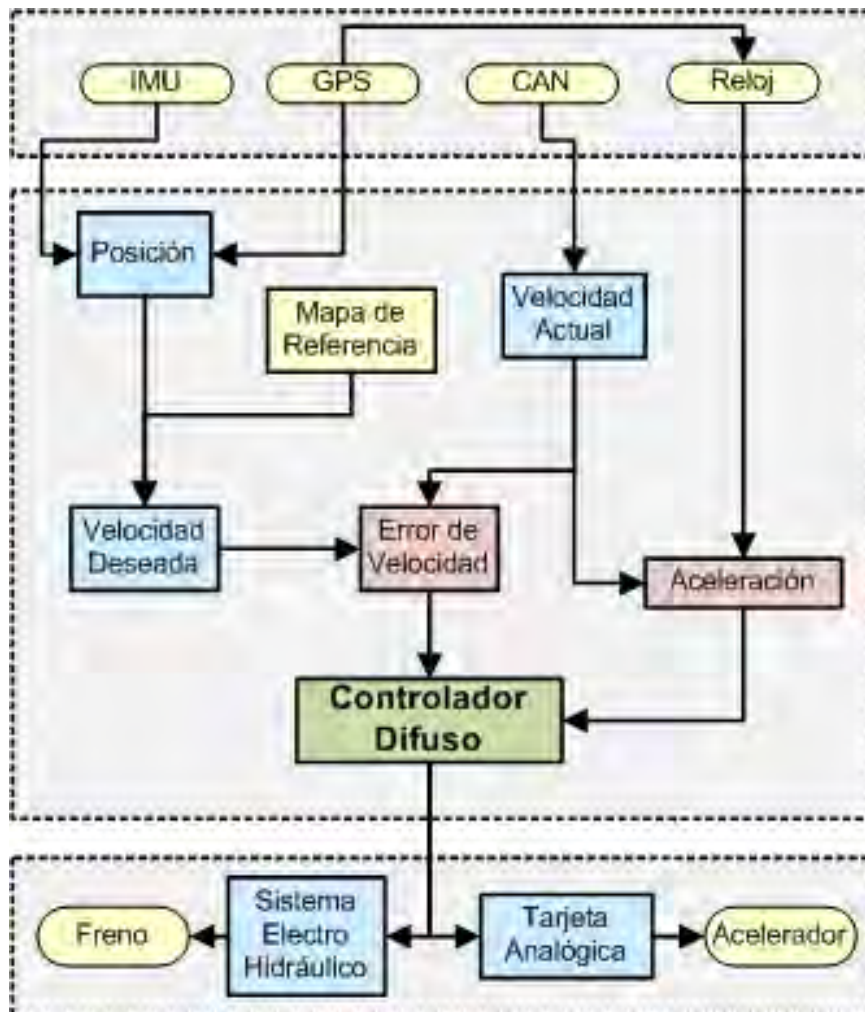 IMU
GPS
CAN
Reloj
Posición
Mapa de
Referencia
Velocidad
Actual
Velocidad
Deseada
Error de
Velocidad
Aceleración
Controlador
Difuso
Freno
Sistema
Electro
Hidráulico
Tarjeta
Analógica
Acelerador